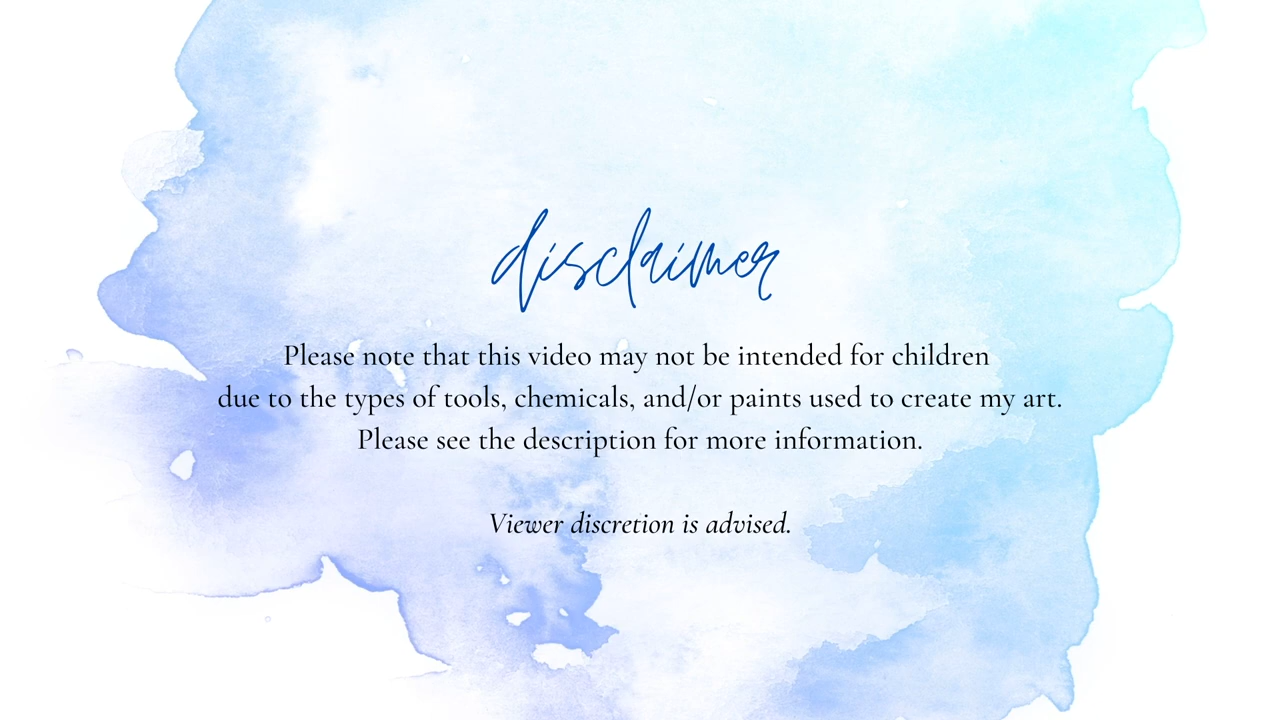 disclaimer
Please note that this video may not be intended for children
due to the types of tools, chemicals, and/or paints used to create my art.
Please see the description for more information.
Viewer discretion is advised.